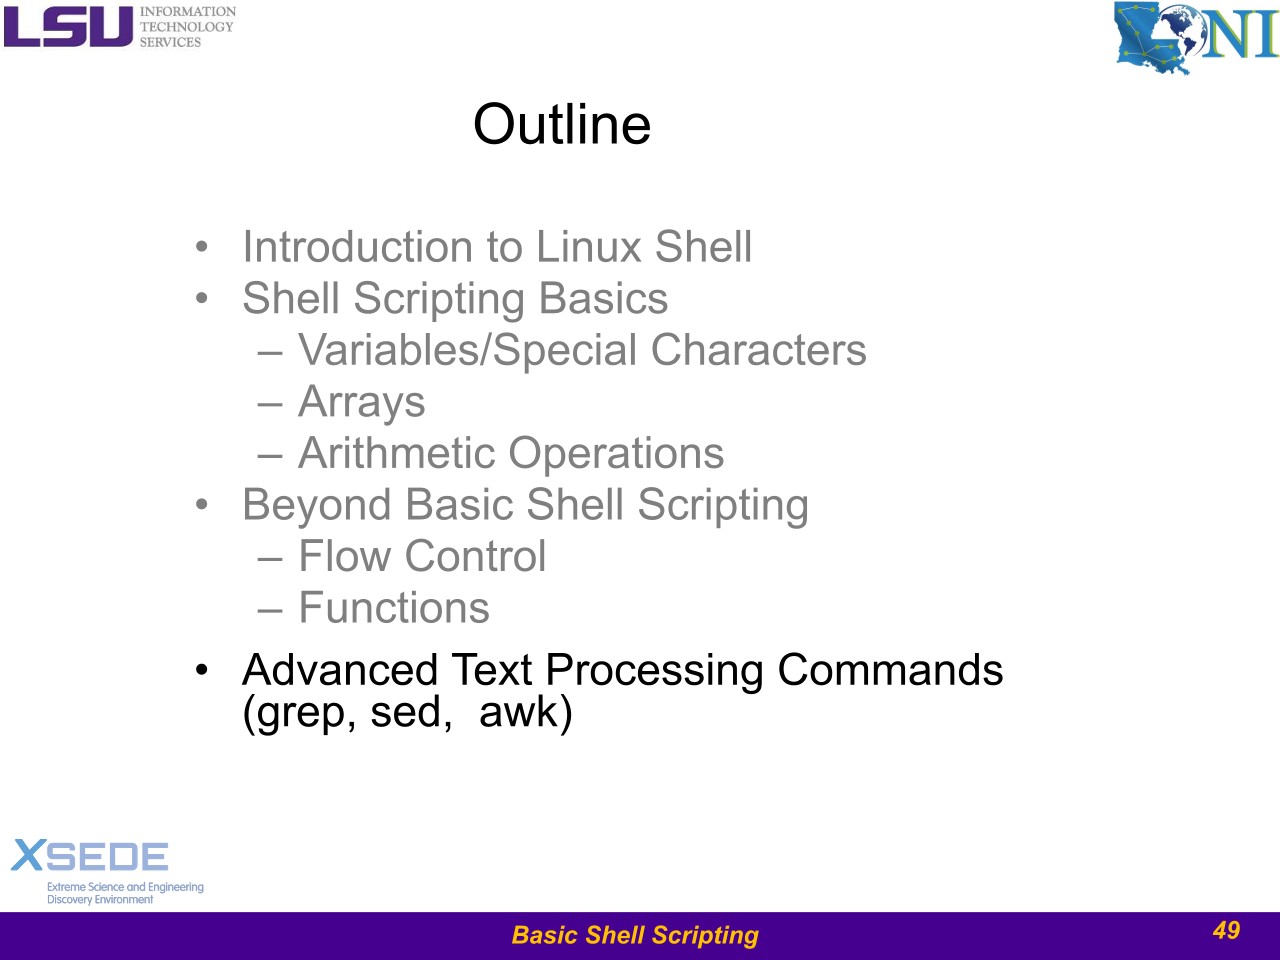 LSU INFORMATION
TECHNOLOGY
SERVICES
LONI
Outline
• Introduction to Linux Shell
• Shell Scripting Basics
– Variables/Special Characters
– Arrays
– Arithmetic Operations
• Beyond Basic Shell Scripting
– Flow Control
– Functions
• Advanced Text Processing Commands
(grep, sed,  awk)
XSEDE
Extreme Science and Engineering
Discovery Environment
Basic Shell Scripting
49